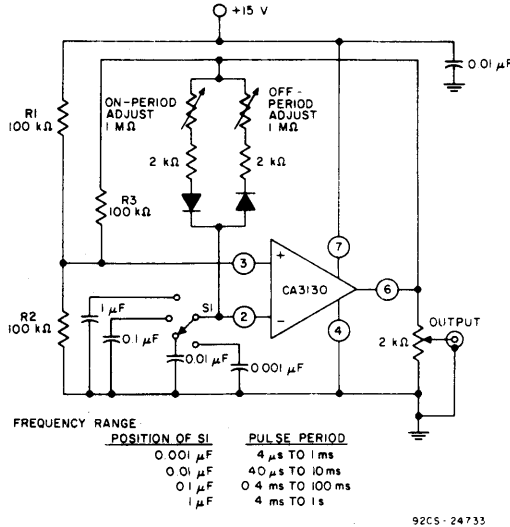 +15 V
0.01 µF
ON-PERIOD
ADJUST
1 MΩ
OFF-
PERIOD
ADJUST
1 MΩ
R1
100 kΩ
2 kΩ
2 kΩ
R3
100 kΩ
3
+
7
CA3130
6
2
−
4
R2
100 kΩ
1 µF
S1
0.1 µF
0.01 µF
0.001 µF
2 kΩ
OUTPUT
FREQUENCY RANGE
POSITION OF S1 PULSE PERIOD
0.001 µF 4 µs TO 1 ms
0.01 µF 40 µs TO 10 ms
0.1 µF 0.4 ms TO 100 ms
1 µF 4 ms TO 1 s
92CS-24733